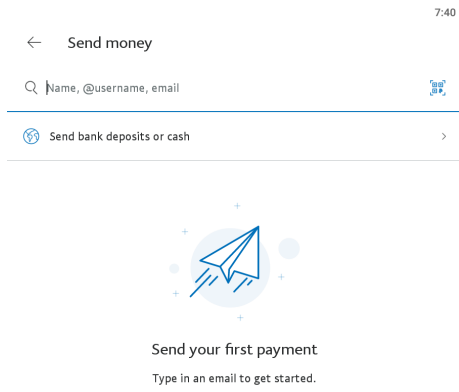 7:40
Send money
Name, @username, email
Send bank deposits or cash
Send your first payment
Type in an email to get started.